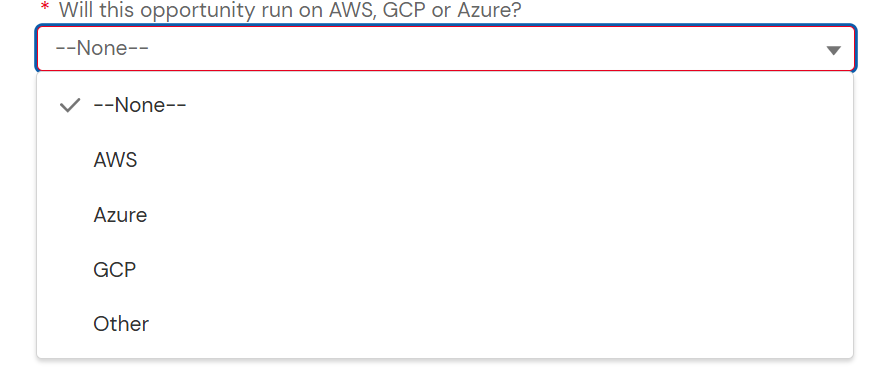 * Will this opportunity run on AWS, GCP or Azure?
--None--
--None--
AWS
Azure
GCP
Other